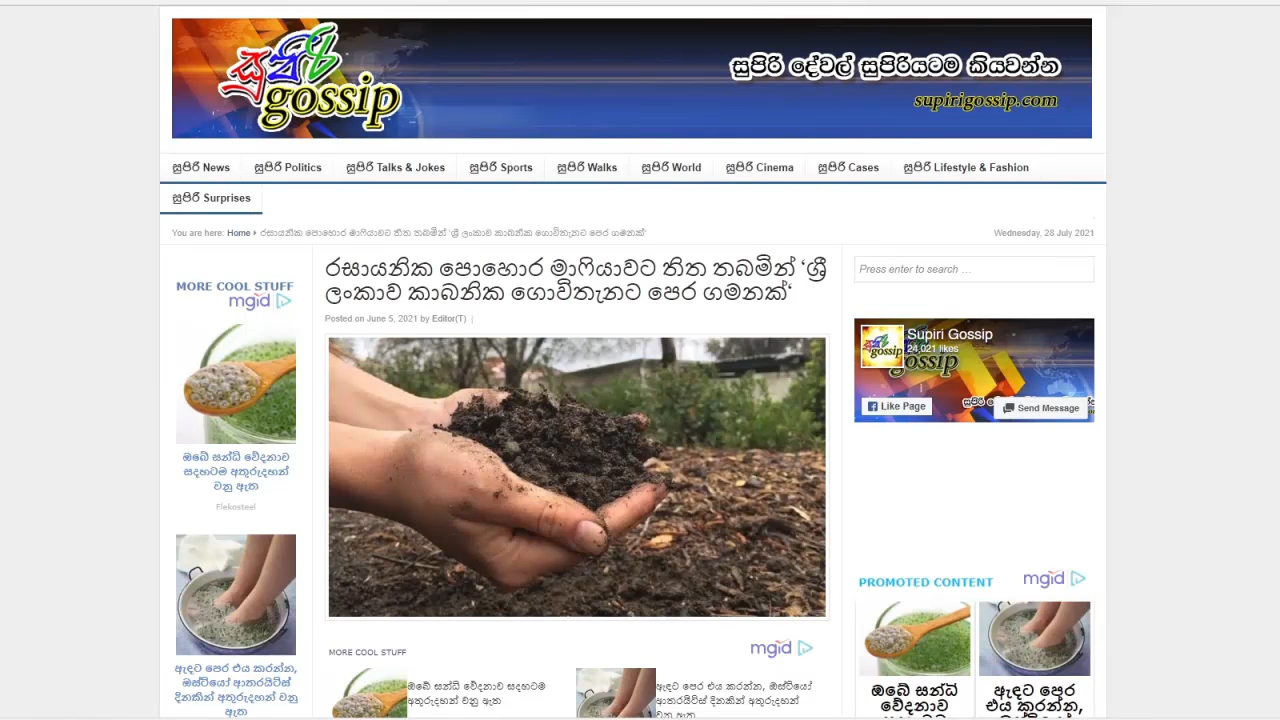 සුපිරි
gossip
සුපිරි දේවල් සුපිරියටම කියවන්න
supirigossip.com
සුපිරි News
සුපිරි Politics
සුපිරි Talks & Jokes
සුපිරි Sports
සුපිරි Walks
සුපිරි World
සුපිරි Cinema
සුපිරි Cases
සුපිරි Lifestyle & Fashion
සුපිරි Surprises
You are here: Home රසායනික පොහොර මාෆියාවට තිත තබමින් ‘ශ්‍රී ලංකාව කාබනික ගොවිතැනට පෙර ගමනක්‘
Wednesday, 28 July 2021
MORE COOL STUFF
mgid
ඔබේ සන්ධි වේදනාව
සදහටම අතුරුදහන්
වනු ඇත
Flekosteel
ඇඳට පෙර එය කරන්න,
ඔස්ටියෝ ආතරයිටිස්
දිනකින් අතුරුදහන් වනු
ඇත
රසායනික පොහොර මාෆියාවට තිත තබමින් ‘ශ්‍රී
ලංකාව කාබනික ගොවිතැනට පෙර ගමනක්‘
Posted on June 5, 2021 by Editor(T) |
MORE COOL STUFF
mgid
ඔබේ සන්ධි වේදනාව සදහටම
අතුරුදහන් වනු ඇත
ඇඳට පෙර එය කරන්න, ඔස්ටියෝ
ආතරයිටිස් දිනකින් අතුරුදහන්
වනු ඇත
Press enter to search …
සුපිරි
gossip
Supiri Gossip
24,021 likes
gossip
Like Page
Send Message
PROMOTED CONTENT
mgid
ඔබේ සන්ධි
වේදනාව
ඇඳට පෙර
එය කරන්න,